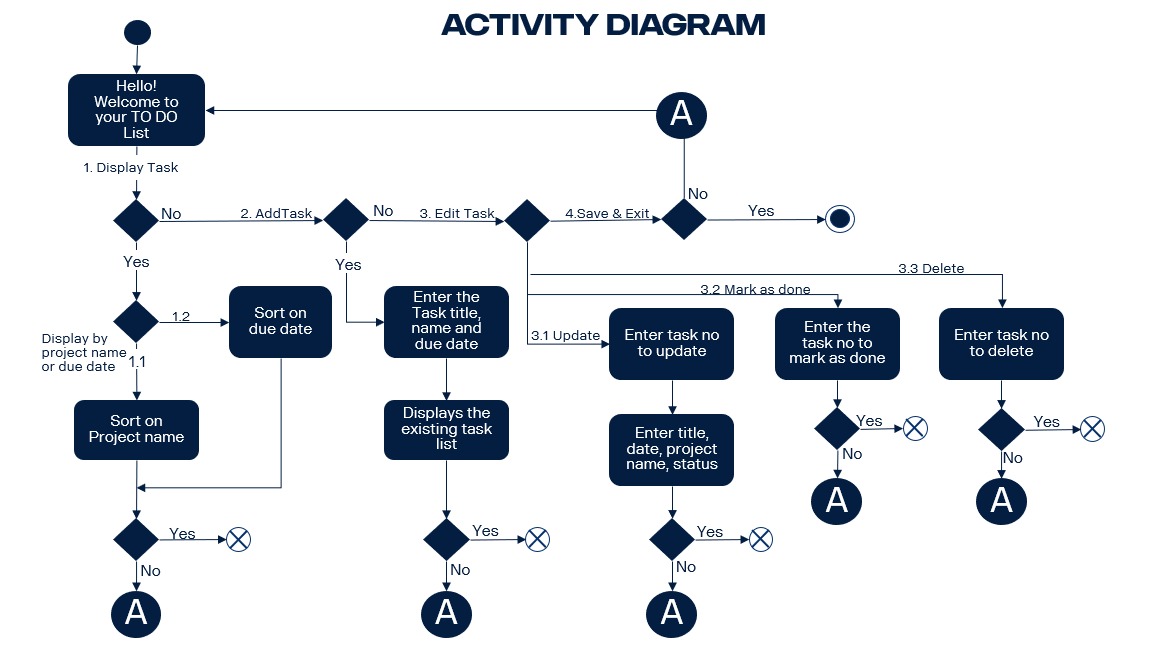 ACTIVITY DIAGRAM
Hello!
Welcome to
your TO DO
List
A
1. Display Task
No
2. AddTask
No
3. Edit Task
4.Save & Exit
No
Yes
Yes
Yes
3.3 Delete
3.2 Mark as done
3.1 Update
1.2
Sort on
due date
Enter the
Task title,
name and
due date
Enter task no
to update
Enter the
task no to
mark as done
Enter task no
to delete
Display by
project name
or due date
1.1
Sort on
Project name
Displays the
existing task
list
Enter title,
date, project
name, status
Yes
No
A
Yes
No
A
Yes
No
A
Yes
No
A
Yes
No
A